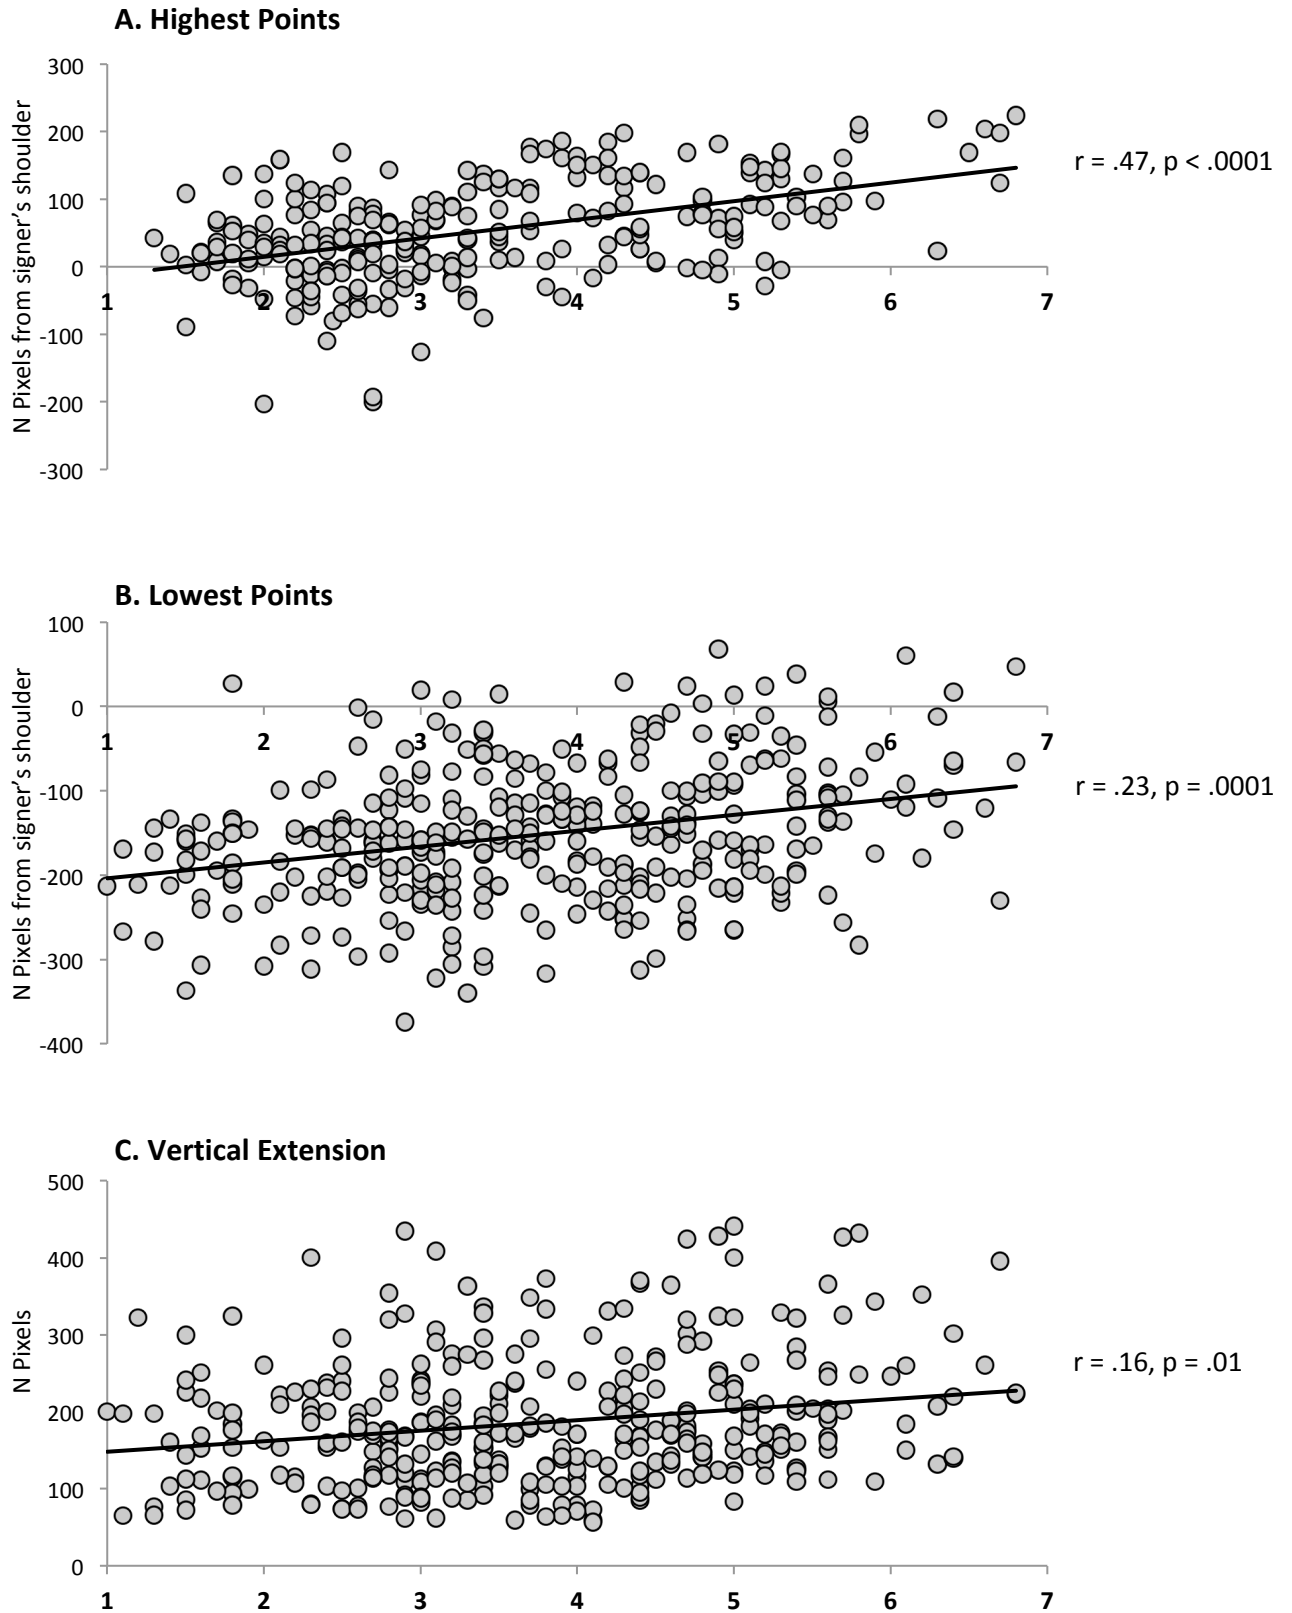 A. Highest Points
N Pixels from signer's shoulder
300
200
100
0
-100
-200
-300
1 2 3 4 5 6 7
r = .47, p < .0001
B. Lowest Points
N Pixels from signer's shoulder
100
0
-100
-200
-300
-400
1 2 3 4 5 6 7
r = .23, p = .0001
C. Vertical Extension
N Pixels
500
400
300
200
100
0
1 2 3 4 5 6 7
r = .16, p = .01